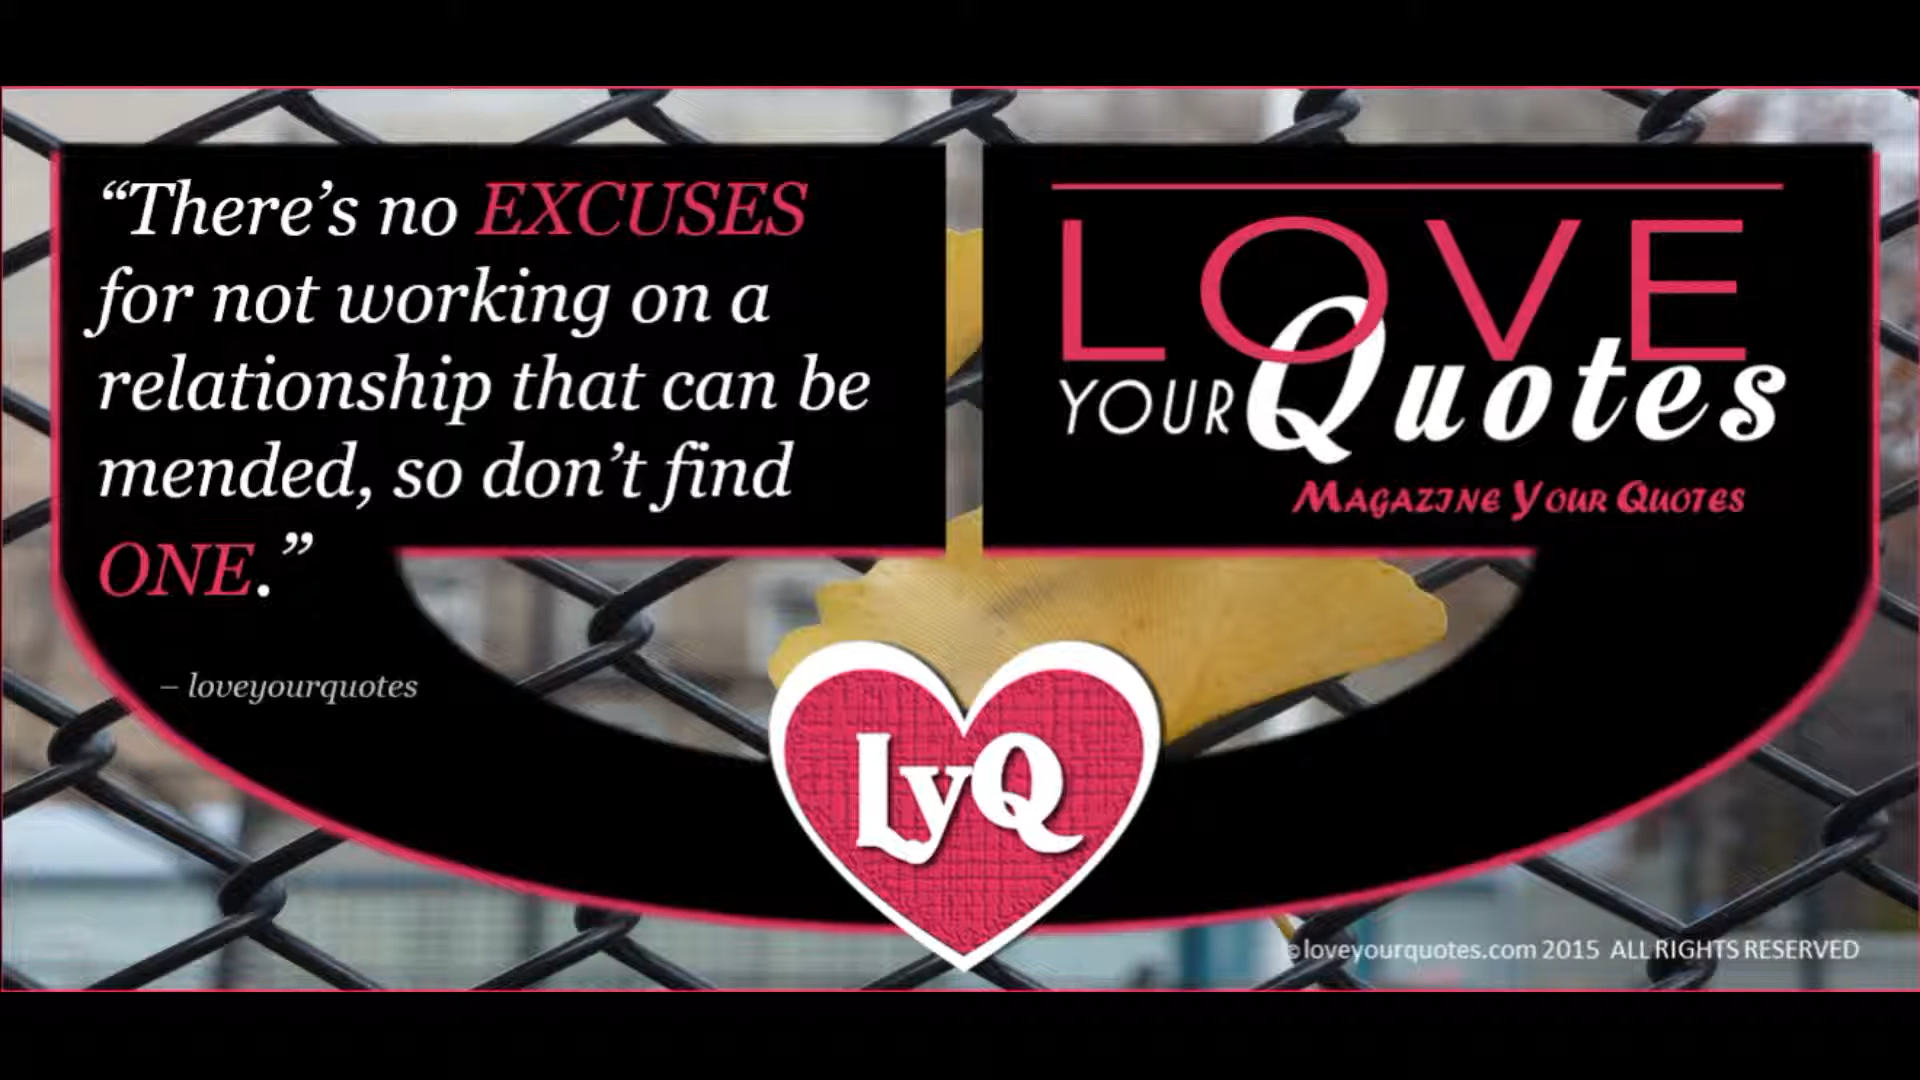 “There’s no EXCUSES
for not working on a
relationship that can be
mended, so don’t find
ONE.”
– loveyourquotes
LOVE
YOUR Quotes
MAGAZINE YOUR QUOTES
LyQ
©loveyourquotes.com 2015 ALL RIGHTS RESERVED